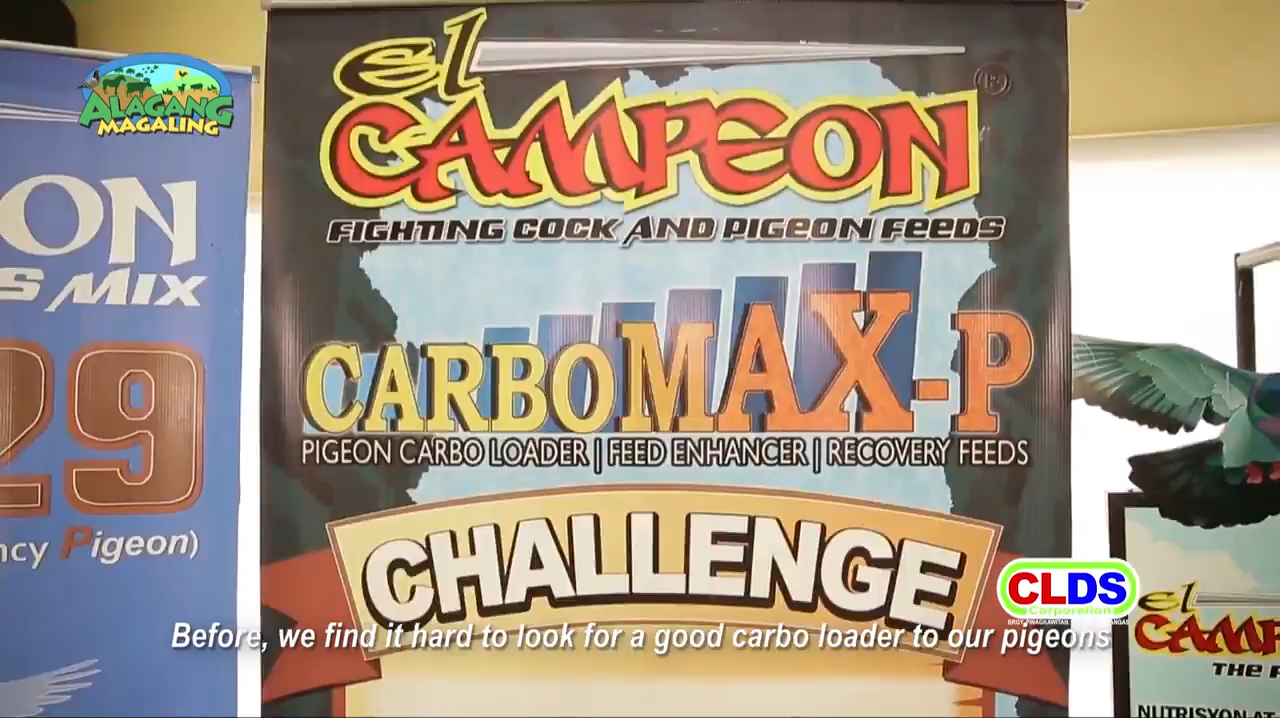 ALAGANG
MAGALING
ON
S MIX
29
ncy Pigeon)
el
CAMPEON
®
FIGHTING COCK AND PIGEON FEEDS
CARBOMAX-P
PIGEON CARBO LOADER | FEED ENHANCER | RECOVERY FEEDS
CHALLENGE
CLDS
Corporation
Before, we find it hard to look for a good carbo loader to our pigeons
el
CAMP
THE F
NUTRISYON AT